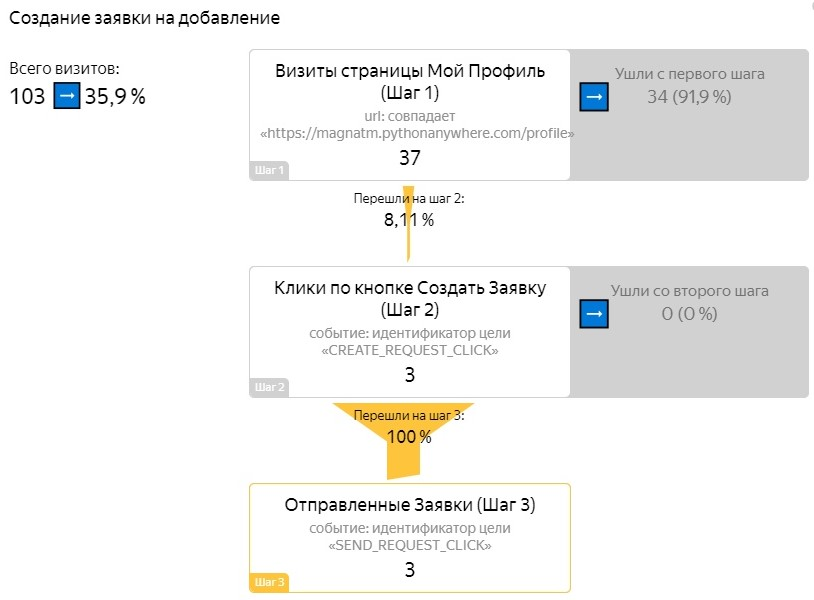 Создание заявки на добавление
Всего визитов:
103 → 35,9 %
Визиты страницы Мой Профиль
(Шаг 1)
url: совпадает
«https://magnatm.pythonanywhere.com/profile»
37
Шаг 1
→ Ушли с первого шага
34 (91,9 %)
Перешли на шаг 2:
8,11 %
Клики по кнопке Создать Заявку
(Шаг 2)
событие: идентификатор цели
«CREATE_REQUEST_CLICK»
3
Шаг 2
→ Ушли со второго шага
0 (0 %)
Перешли на шаг 3:
100 %
Отправленные Заявки (Шаг 3)
событие: идентификатор цели
«SEND_REQUEST_CLICK»
3
Шаг 3